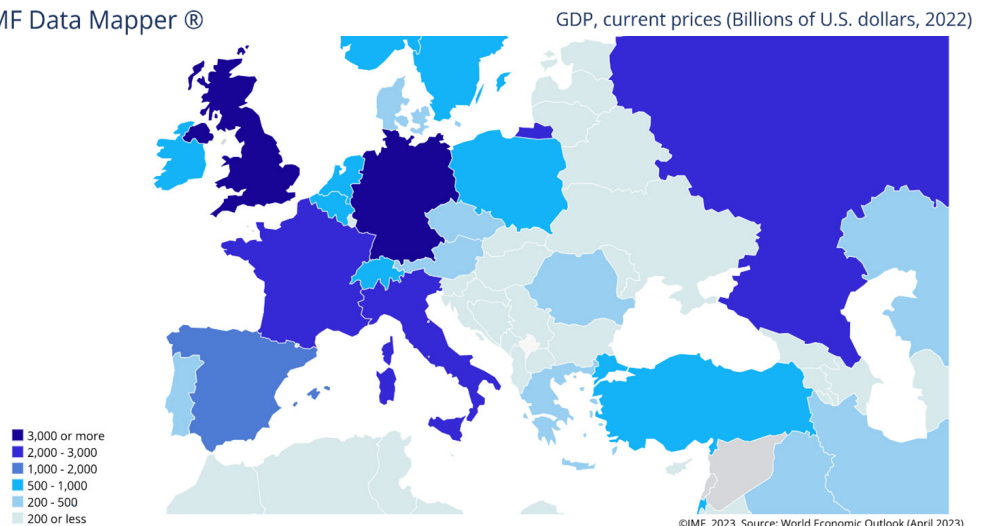 MF Data Mapper ®
GDP, current prices (Billions of U.S. dollars, 2022)
3,000 or more
2,000 - 3,000
1,000 - 2,000
500 - 1,000
200 - 500
200 or less
©IMF, 2023, Source: World Economic Outlook (April 2023)